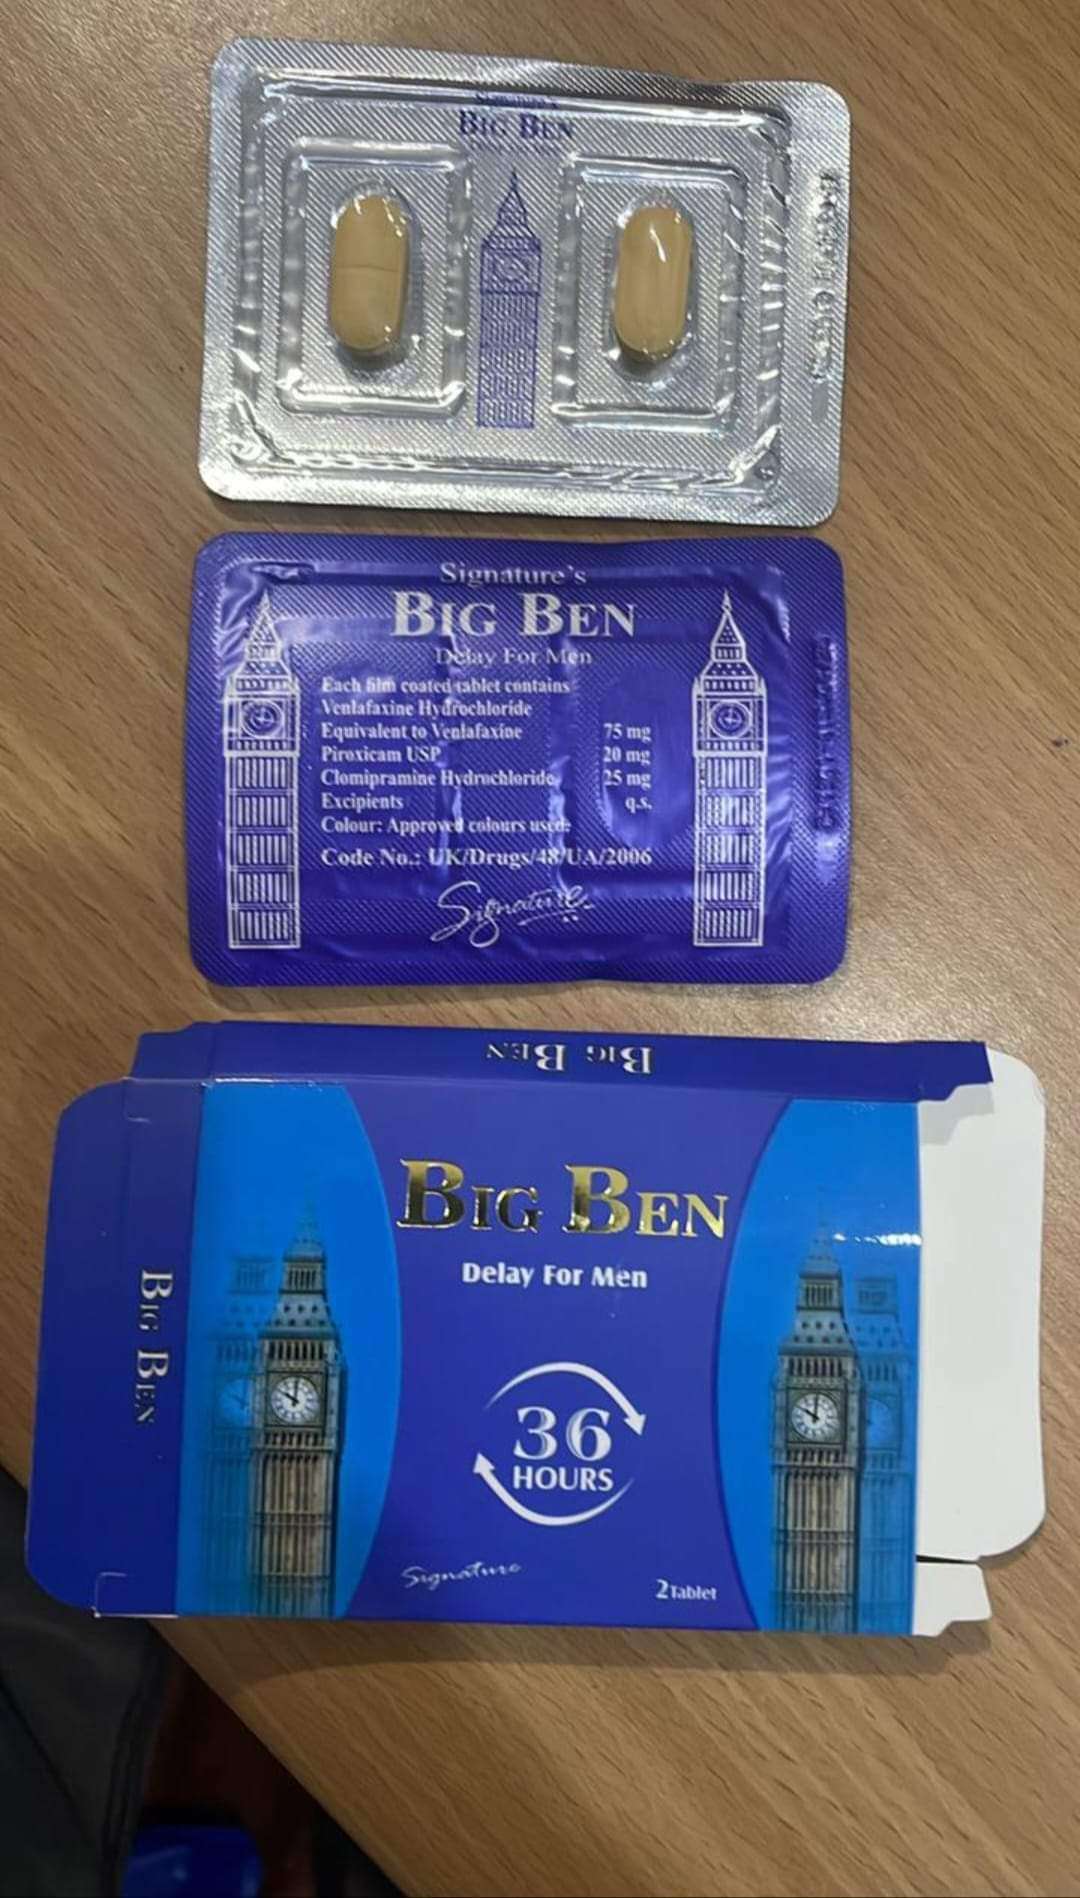 BIG BEN
Signature's
BIG BEN
Delay For Men
Each film coated tablet contains
Venlafaxine Hydrochloride
Equivalent to Venlafaxine 75 mg
Piroxicam USP 20 mg
Clomipramine Hydrochloride 25 mg
Excipients q.s.
Colour: Approved colours used.
Code No.: UK/Drugs/48/UA/2006
Signature
BIG BEN
BIG BEN
BIG BEN
Delay For Men
36
HOURS
Signature
2 Tablet